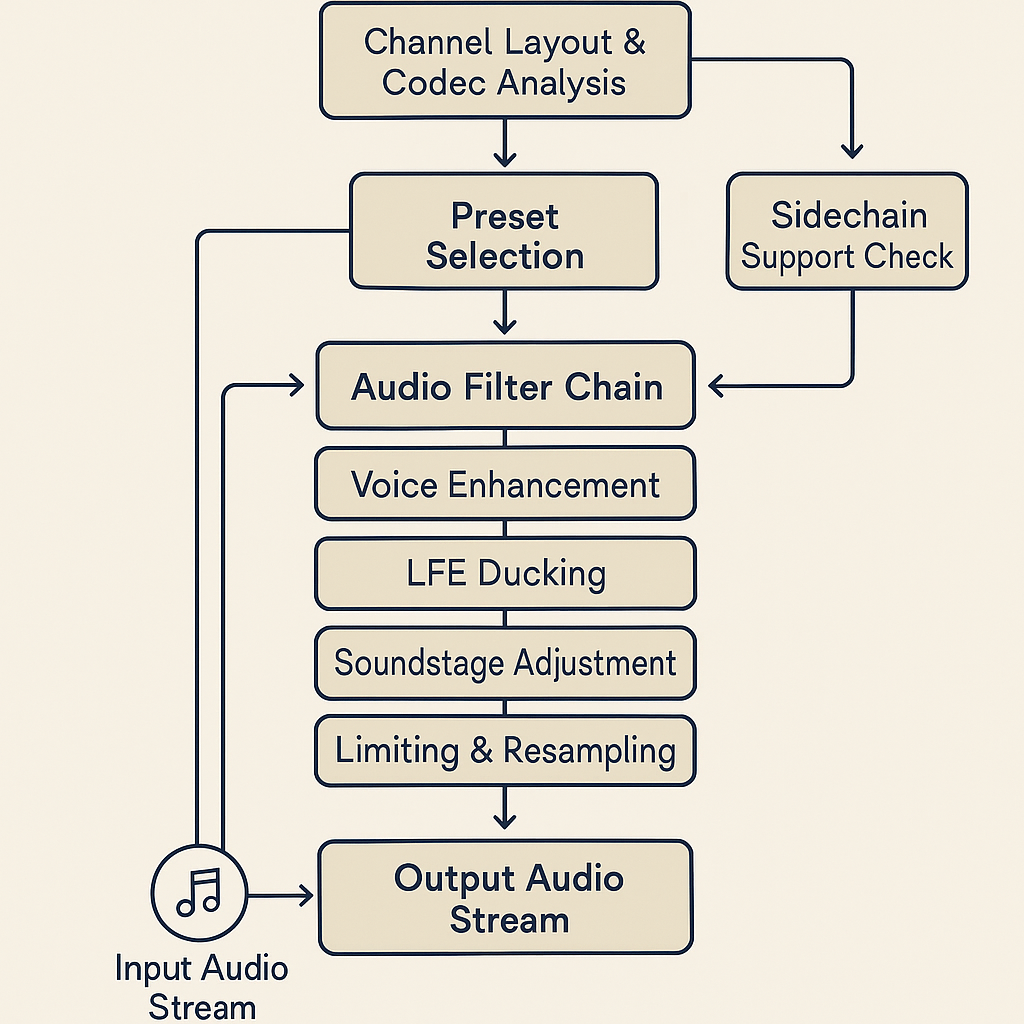 Channel Layout &
Codec Analysis
Preset
Selection
Sidechain
Support Check
Audio Filter Chain
Voice Enhancement
LFE Ducking
Soundstage Adjustment
Limiting & Resampling
Output Audio
Stream
Input Audio
Stream